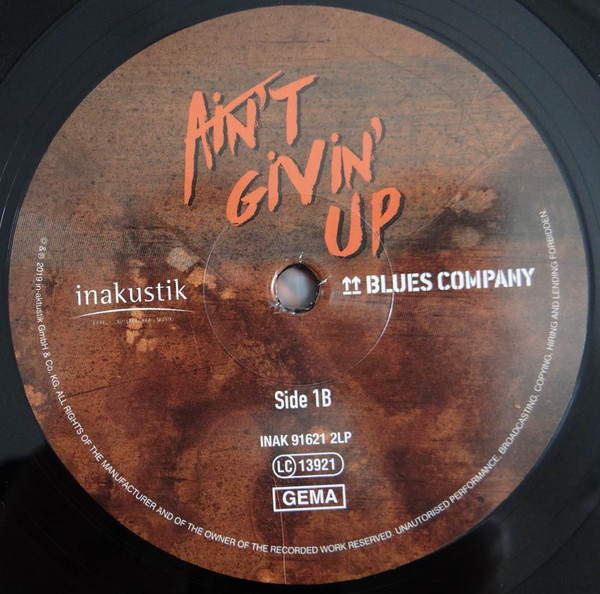 AiN'T
GiViN'
UP
BLUES COMPANY
inakustik
Side 1B
INAK 91621 2LP
LC 13921
GEMA
℗ & © 2019 in-akustik GmbH & Co. KG. ALL RIGHTS OF THE MANUFACTURER AND OF THE OWNER OF THE RECORDED WORK RESERVED. UNAUTORISED PERFORMANCE, BROADCASTING, COPYING, HIRING AND LENDING FORBIDDEN.